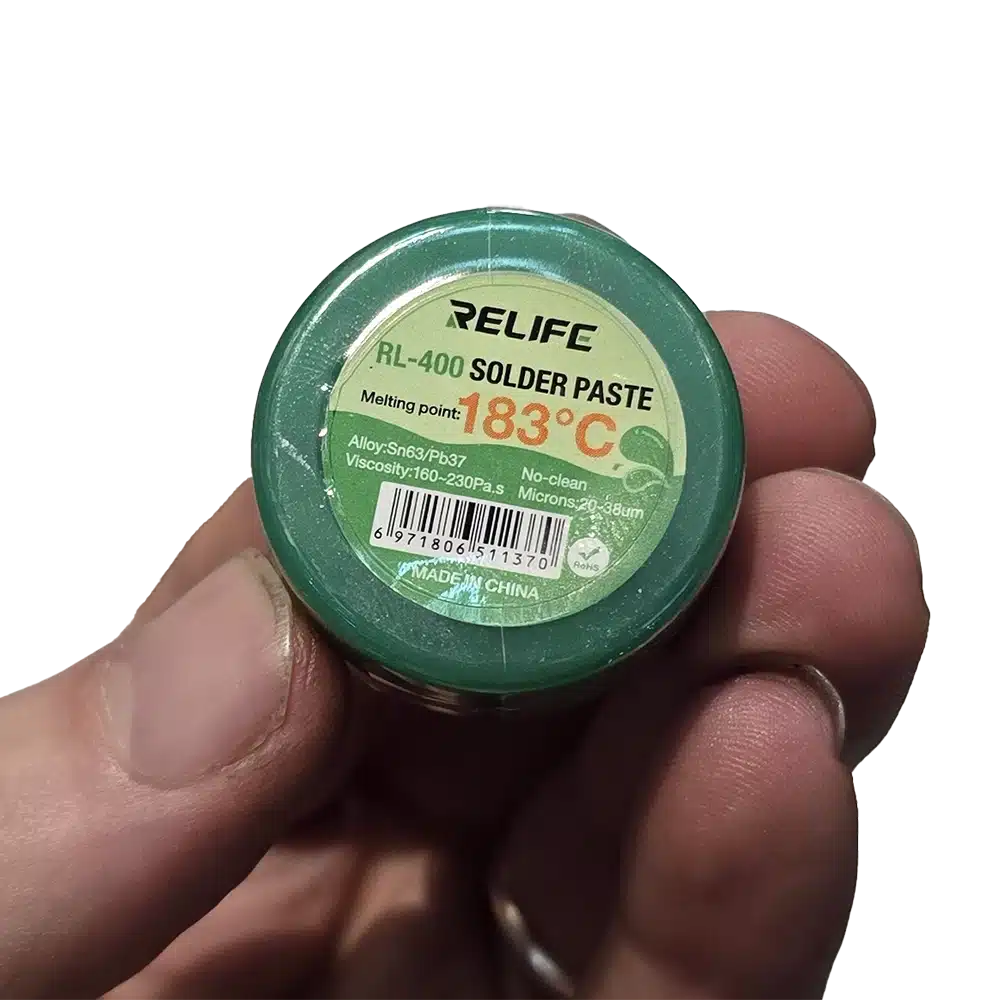 RELIFE
RL-400 SOLDER PASTE
Melting point: 183°C
Alloy:Sn63/Pb37
No-clean
Viscosity:160~230Pa.s
Microns:20~38um
6 971806 511370
RoHS
MADE IN CHINA